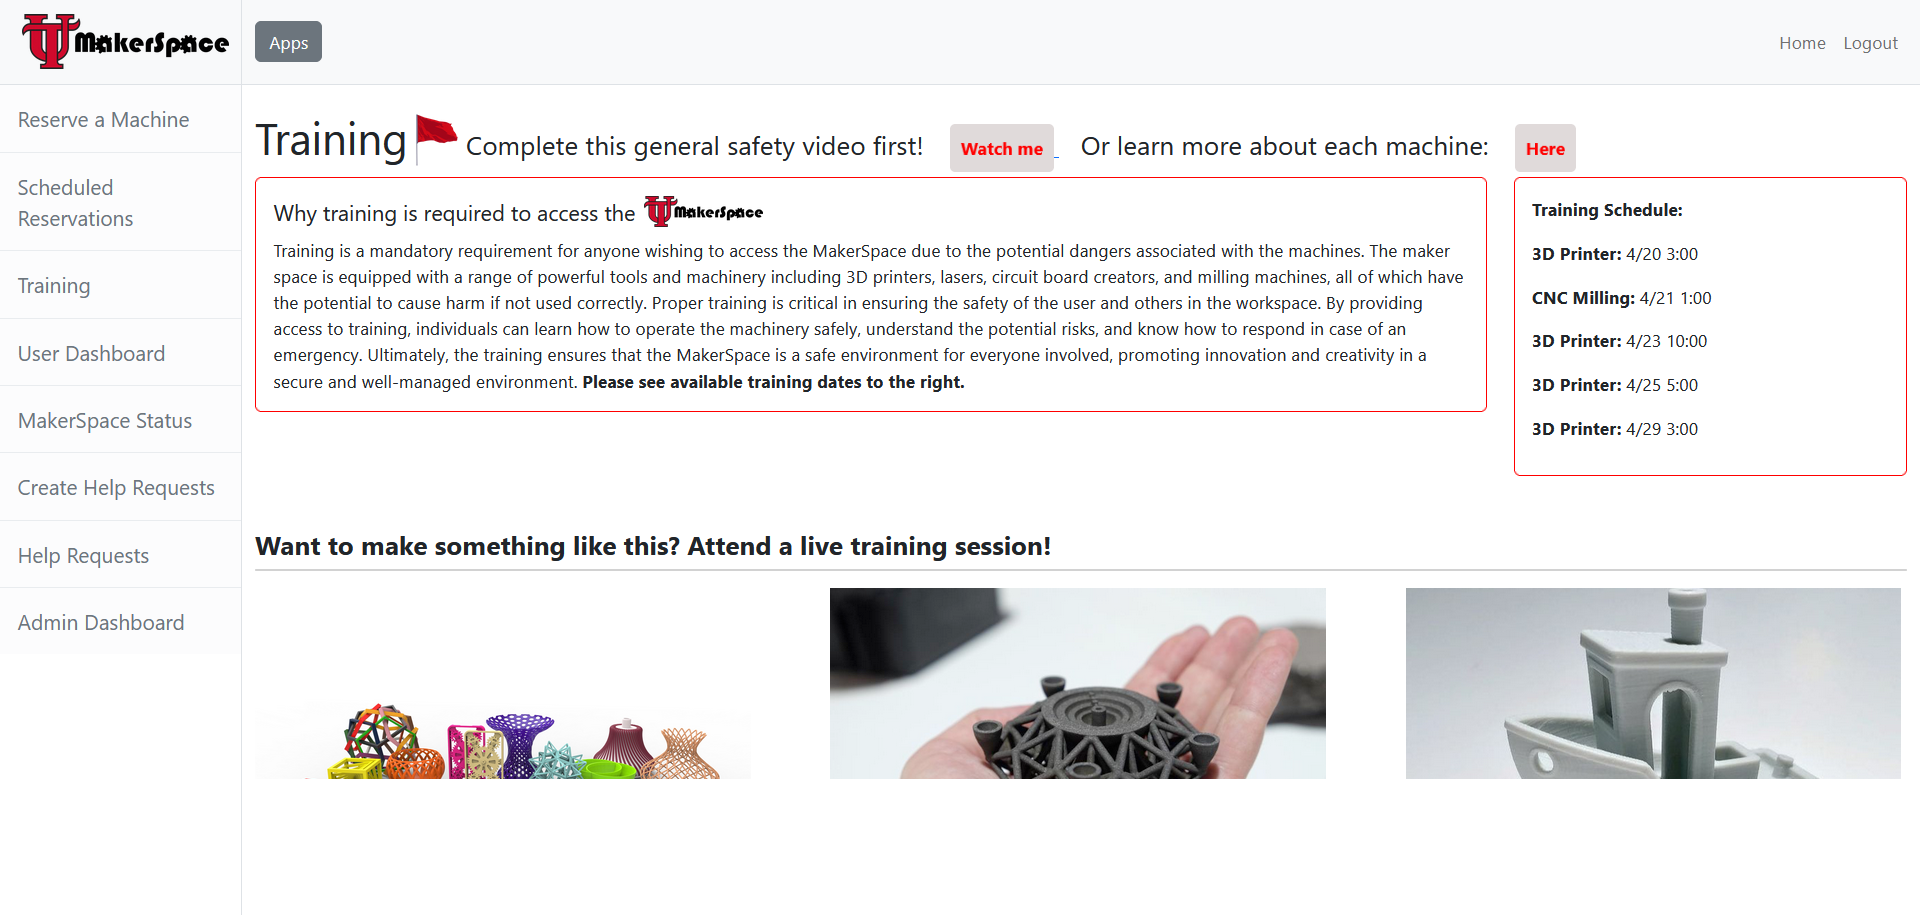 MakerSpace
Apps
Home
Logout
Reserve a Machine
Scheduled
Reservations
Training
User Dashboard
MakerSpace Status
Create Help Requests
Help Requests
Admin Dashboard
Training Complete this general safety video first! Watch me Or learn more about each machine: Here
Why training is required to access the MakerSpace
Training is a mandatory requirement for anyone wishing to access the MakerSpace due to the potential dangers associated with the machines. The maker
space is equipped with a range of powerful tools and machinery including 3D printers, lasers, circuit board creators, and milling machines, all of which have
the potential to cause harm if not used correctly. Proper training is critical in ensuring the safety of the user and others in the workspace. By providing
access to training, individuals can learn how to operate the machinery safely, understand the potential risks, and know how to respond in case of an
emergency. Ultimately, the training ensures that the MakerSpace is a safe environment for everyone involved, promoting innovation and creativity in a
secure and well-managed environment. Please see available training dates to the right.
Training Schedule:
3D Printer: 4/20 3:00
CNC Milling: 4/21 1:00
3D Printer: 4/23 10:00
3D Printer: 4/25 5:00
3D Printer: 4/29 3:00
Want to make something like this? Attend a live training session!